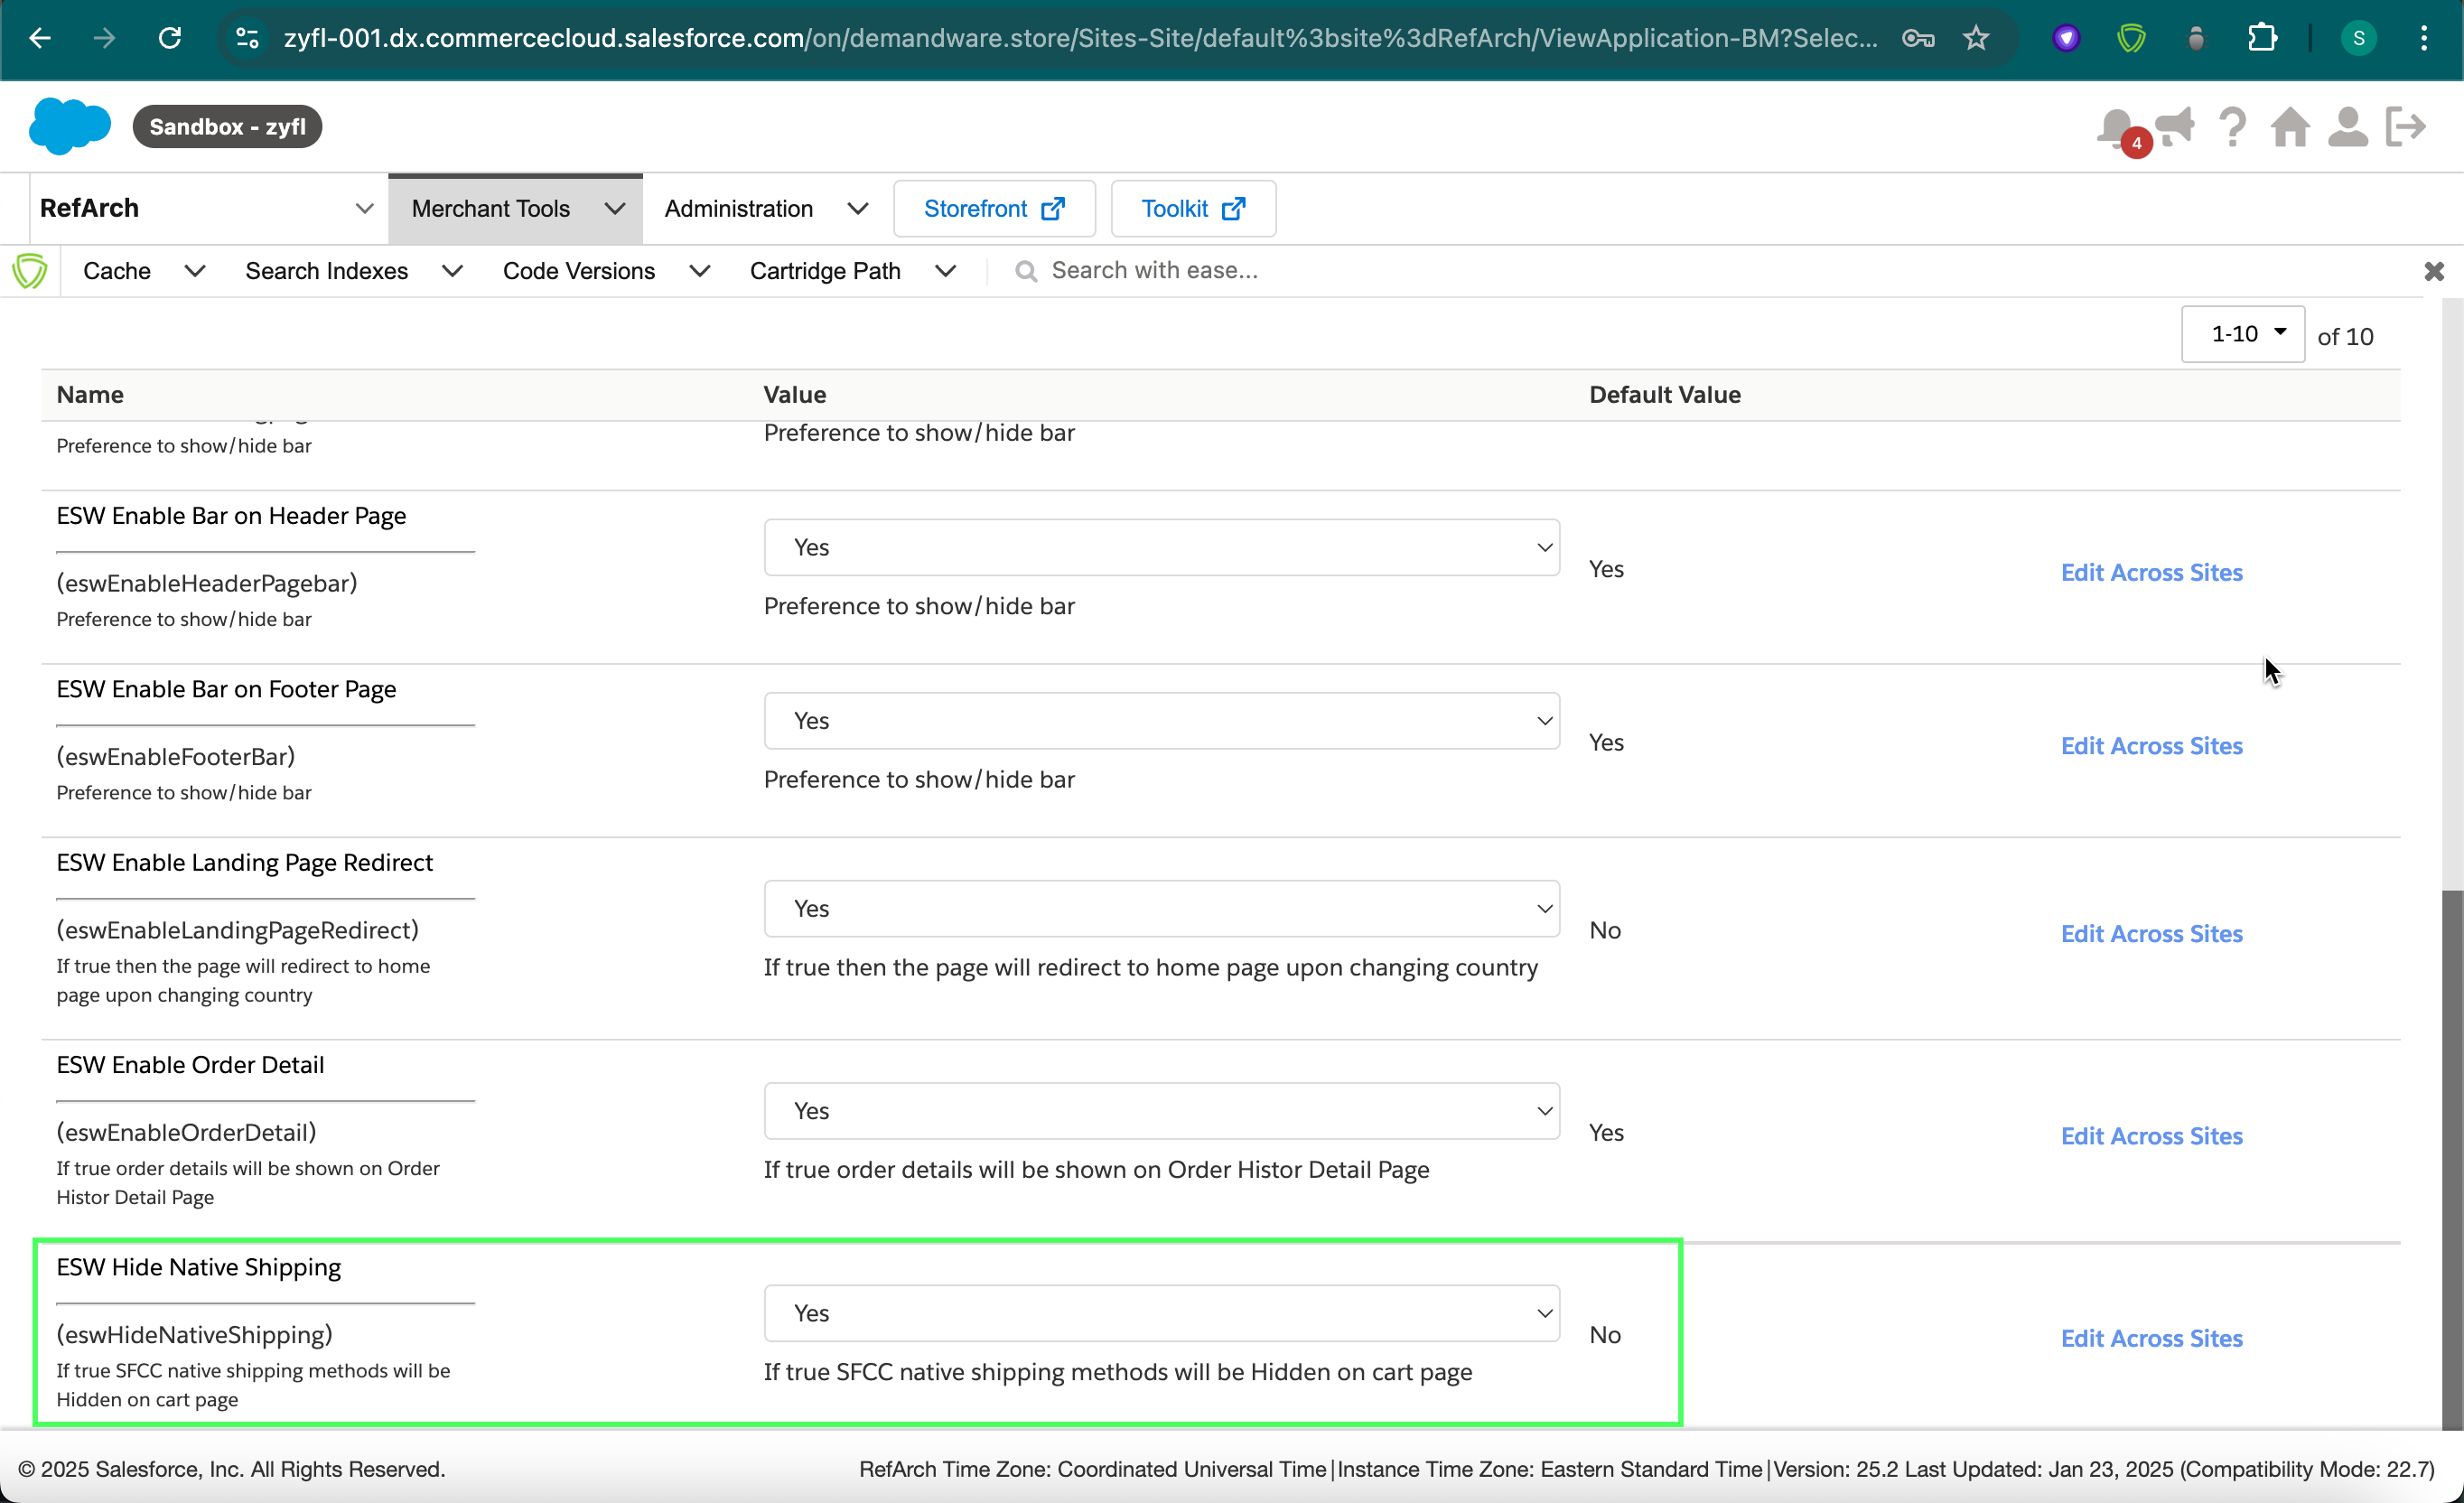 zyfl-001.dx.commercecloud.salesforce.com/on/demandware.store/Sites-Site/default%3bsite%3dRefArch/ViewApplication-BM?Selec...
S
Sandbox - zyfl
4
RefArch
Merchant Tools
Administration
Storefront
Toolkit
Cache
Search Indexes
Code Versions
Cartridge Path
Search with ease...
1-10
of 10
Name
Value
Default Value
Preference to show/hide bar
Preference to show/hide bar
ESW Enable Bar on Header Page
(eswEnableHeaderPagebar)
Preference to show/hide bar
Yes
Preference to show/hide bar
Yes
Edit Across Sites
ESW Enable Bar on Footer Page
(eswEnableFooterBar)
Preference to show/hide bar
Yes
Preference to show/hide bar
Yes
Edit Across Sites
ESW Enable Landing Page Redirect
(eswEnableLandingPageRedirect)
If true then the page will redirect to home
page upon changing country
Yes
If true then the page will redirect to home page upon changing country
No
Edit Across Sites
ESW Enable Order Detail
(eswEnableOrderDetail)
If true order details will be shown on Order
Histor Detail Page
Yes
If true order details will be shown on Order Histor Detail Page
Yes
Edit Across Sites
ESW Hide Native Shipping
(eswHideNativeShipping)
If true SFCC native shipping methods will be
Hidden on cart page
Yes
If true SFCC native shipping methods will be Hidden on cart page
No
Edit Across Sites
© 2025 Salesforce, Inc. All Rights Reserved.
RefArch Time Zone: Coordinated Universal Time|Instance Time Zone: Eastern Standard Time|Version: 25.2 Last Updated: Jan 23, 2025 (Compatibility Mode: 22.7)